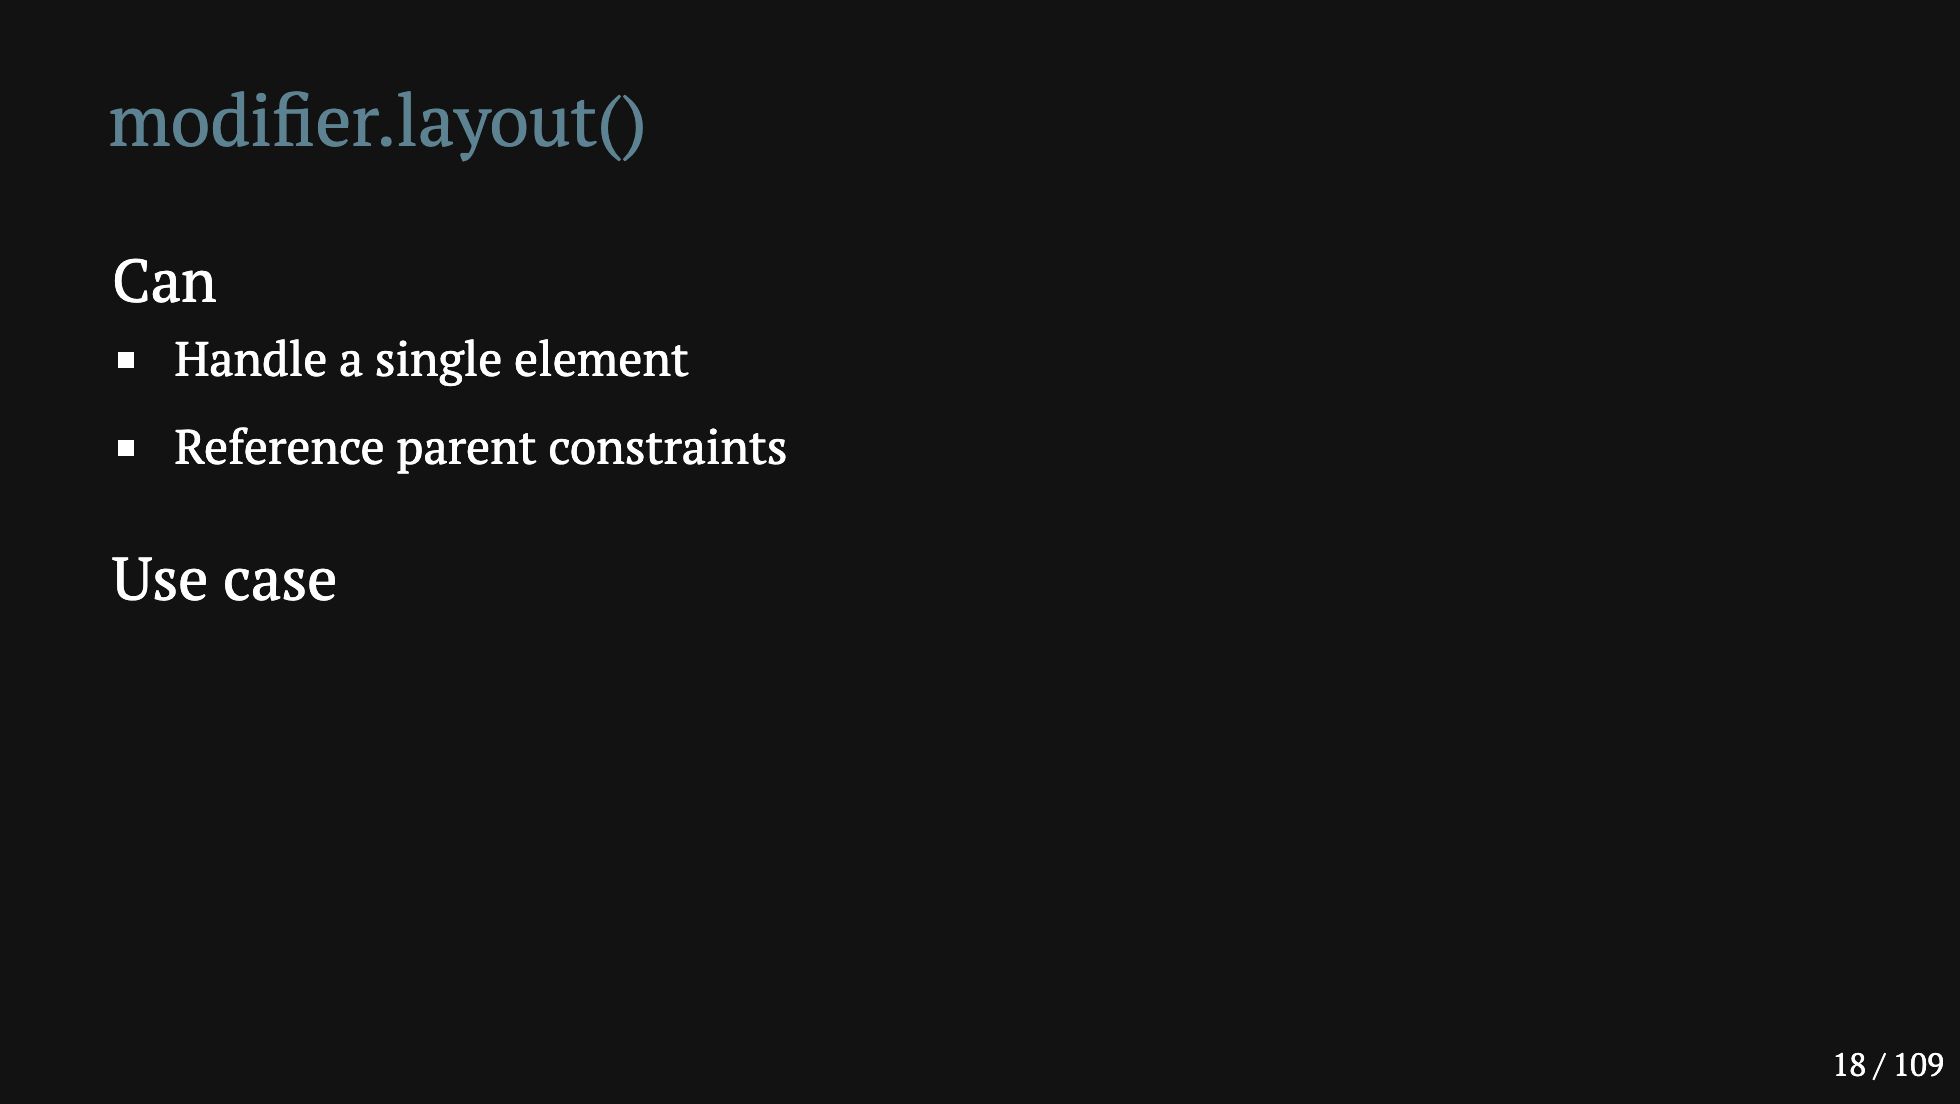 modifier.layout()
Can
▪ Handle a single element
▪ Reference parent constraints
Use case
18 / 109